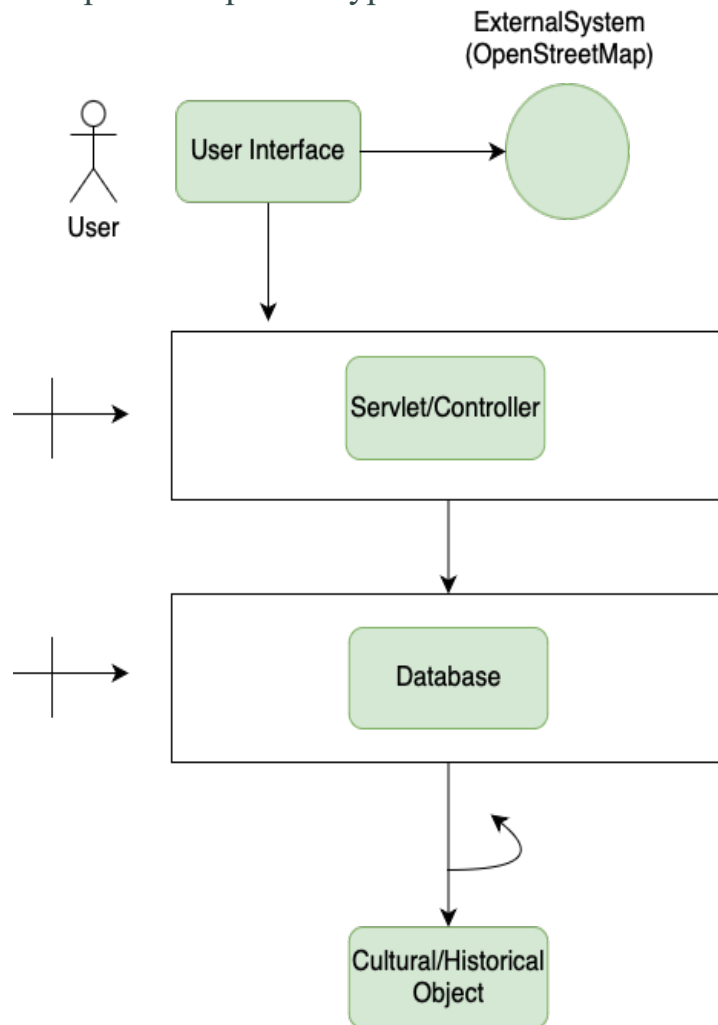 ExternalSystem
(OpenStreetMap)
User Interface
User
Servlet/Controller
Database
Cultural/Historical
Object